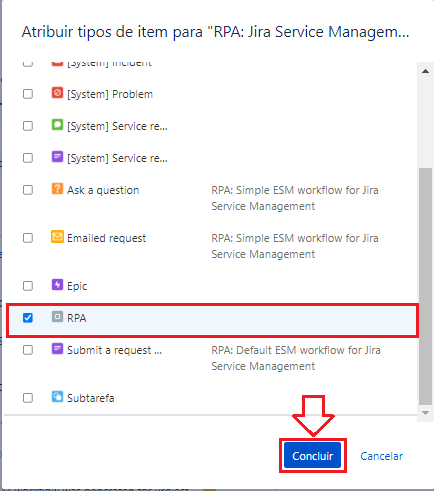 Atribuir tipos de item para "RPA: Jira Service Managem...
[System] Incident
[System] Problem
[System] Service re...
[System] Service re...
Ask a question
RPA: Simple ESM workflow for Jira
Service Management
Emailed request
RPA: Simple ESM workflow for Jira
Service Management
Epic
RPA
Submit a request ...
RPA: Default ESM workflow for Jira
Service Management
Subtarefa
Concluir
Cancelar